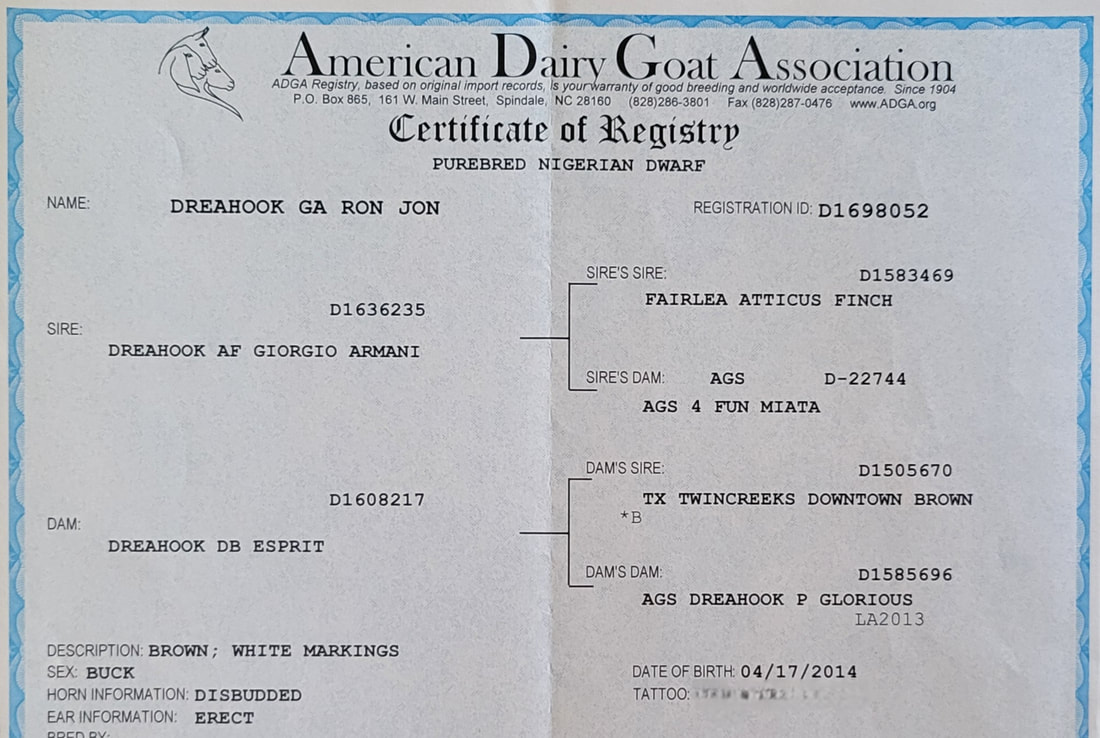 American Dairy Goat Association
ADGA Registry, based on original import records, is your warranty of good breeding and worldwide acceptance. Since 1904
P.O. Box 865, 161 W. Main Street, Spindale, NC 28160 (828)286-3801 Fax (828)287-0476 www.ADGA.org
Certificate of Registry
PUREBRED NIGERIAN DWARF
NAME: DREAHOOK GA RON JON
REGISTRATION ID: D1698052
SIRE'S SIRE: D1583469
FAIRLEA ATTICUS FINCH
D1636235
SIRE:
DREAHOOK AF GIORGIO ARMANI
SIRE'S DAM: AGS D-22744
AGS 4 FUN MIATA
DAM'S SIRE: D1505670
TX TWINCREEKS DOWNTOWN BROWN
*B
D1608217
DAM:
DREAHOOK DB ESPRIT
DAM'S DAM: D1585696
AGS DREAHOOK P GLORIOUS
LA2013
DESCRIPTION: BROWN; WHITE MARKINGS
SEX: BUCK
HORN INFORMATION: DISBUDDED
EAR INFORMATION: ERECT
BRED BY:
DATE OF BIRTH: 04/17/2014
TATTOO: